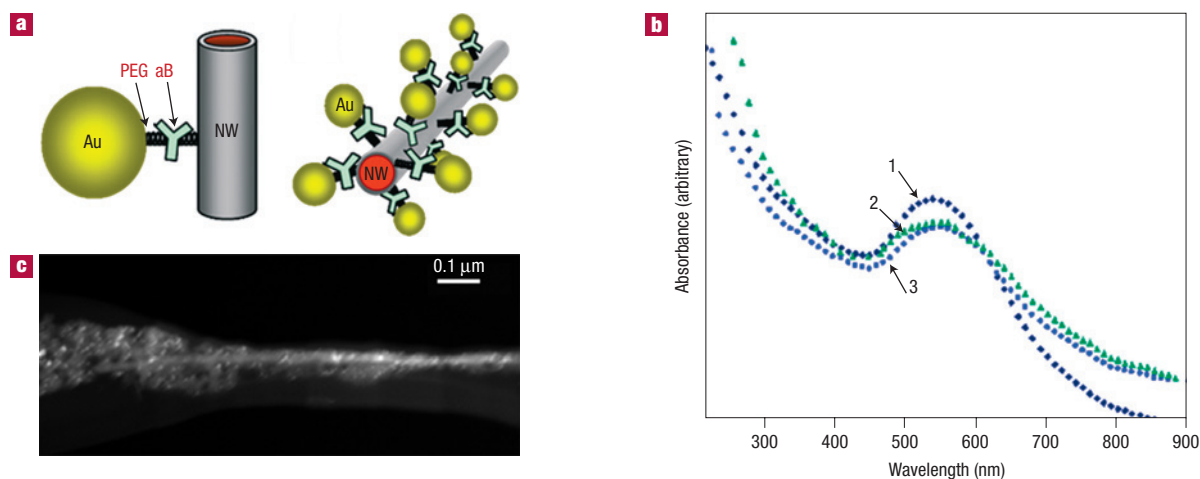 a
PEG aB
Au
NW
Au
NW
c
0.1 μm
b
Absorbance (arbitrary)
1
2
3
300 400 500 600 700 800 900
Wavelength (nm)